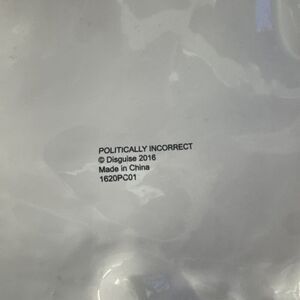 POLITICALLY INCORRECT
© Disguise 2016
Made in China
1620PC01